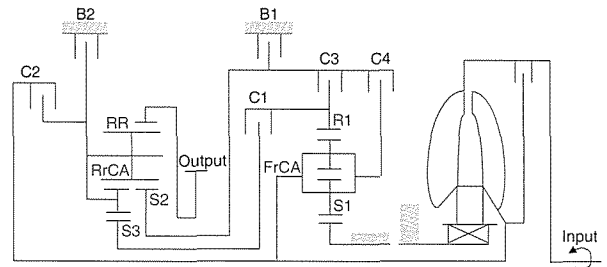 B2
B1
C2
C3
C4
C1
RR
R1
Output
RrCA
FrCA
S2
S1
S3
Input